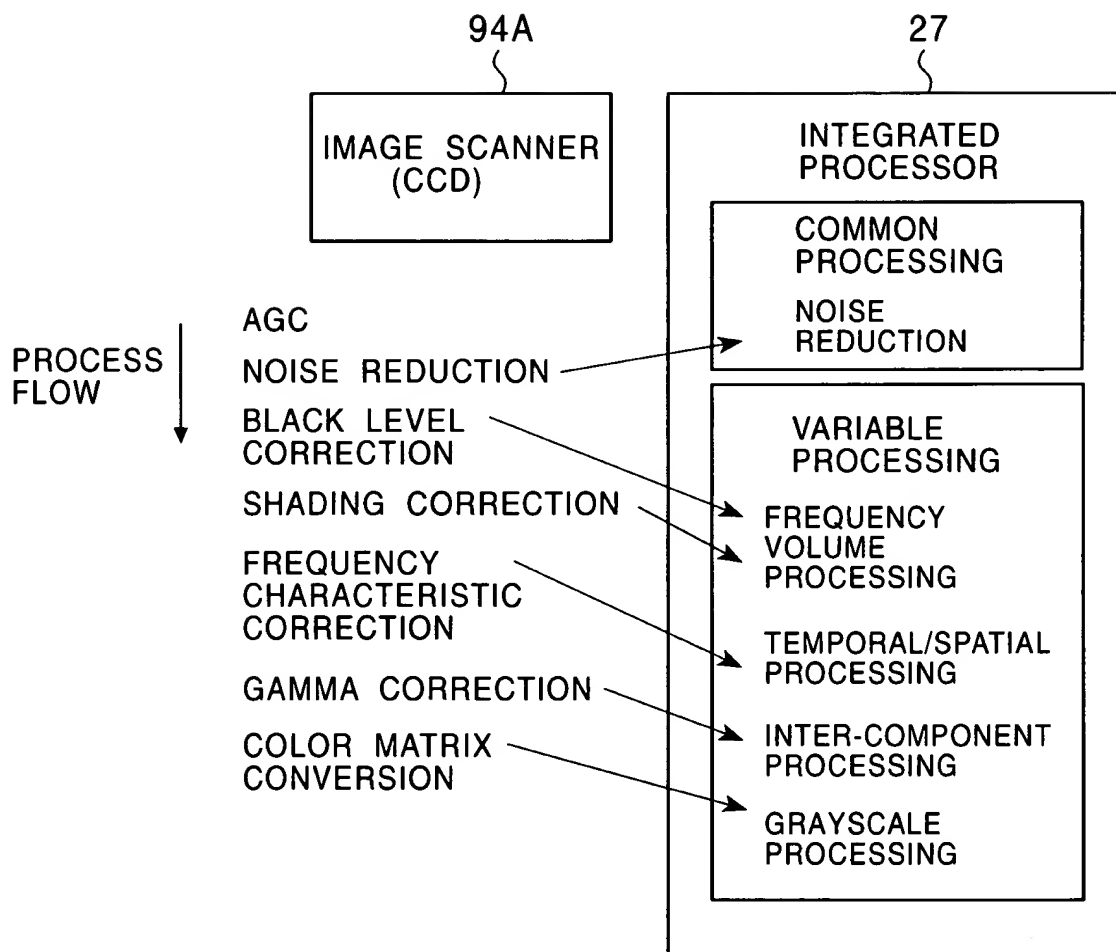 94A
27
IMAGE SCANNER
(CCD)
INTEGRATED
PROCESSOR
COMMON
PROCESSING
NOISE
REDUCTION
PROCESS
FLOW
AGC
NOISE REDUCTION
BLACK LEVEL
CORRECTION
SHADING CORRECTION
FREQUENCY
CHARACTERISTIC
CORRECTION
GAMMA CORRECTION
COLOR MATRIX
CONVERSION
VARIABLE
PROCESSING
FREQUENCY
VOLUME
PROCESSING
TEMPORAL/SPATIAL
PROCESSING
INTER-COMPONENT
PROCESSING
GRAYSCALE
PROCESSING